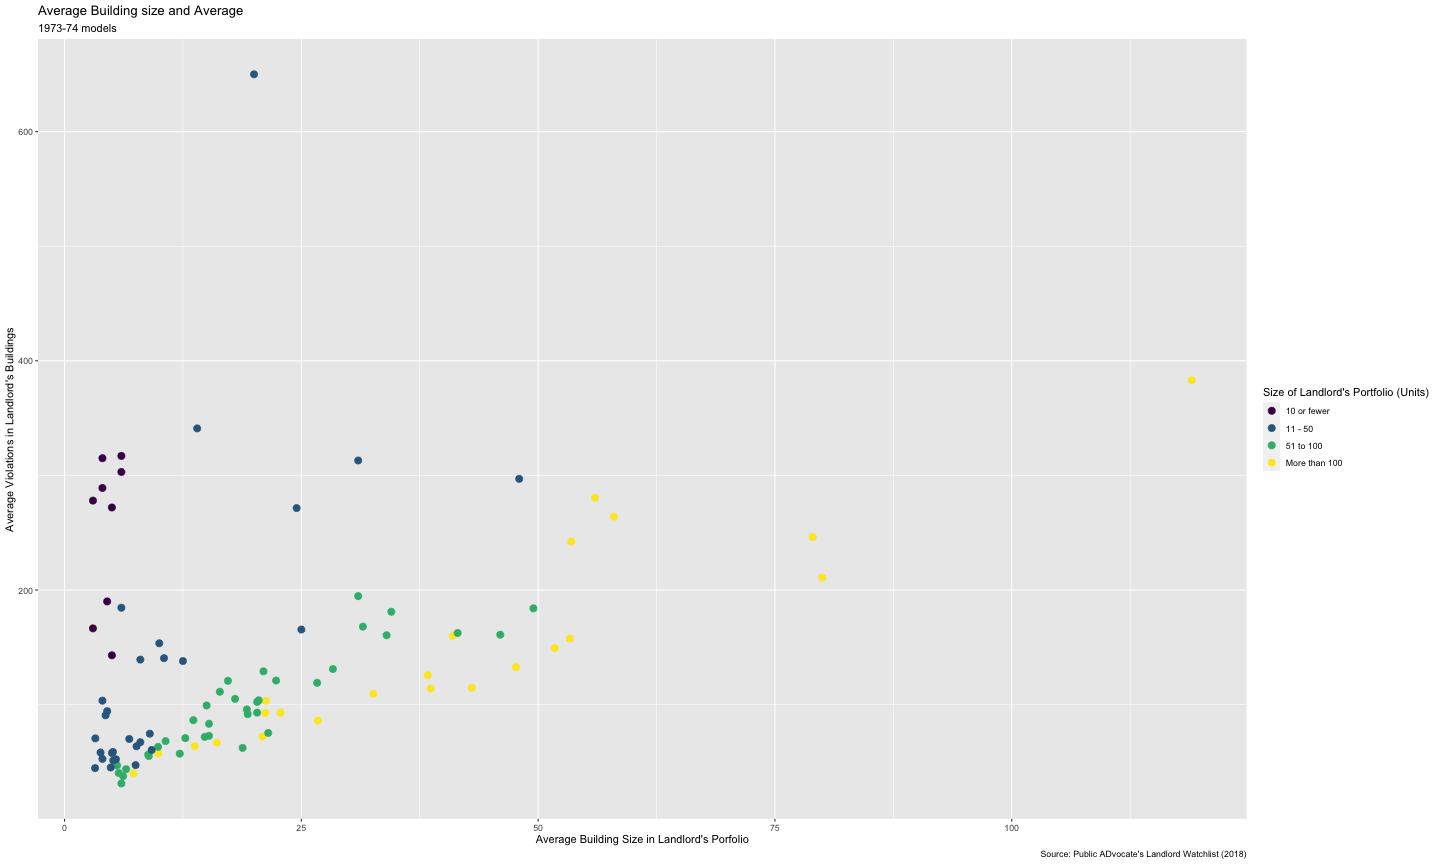 Average Building size and Average
1973-74 models
600
400
200
0
25
50
75
100
Average Violations in Landlord's Buildings
Average Building Size in Landlord's Porfolio
Size of Landlord's Portfolio (Units)
10 or fewer
11 - 50
51 to 100
More than 100
Source: Public ADvocate's Landlord Watchlist (2018)